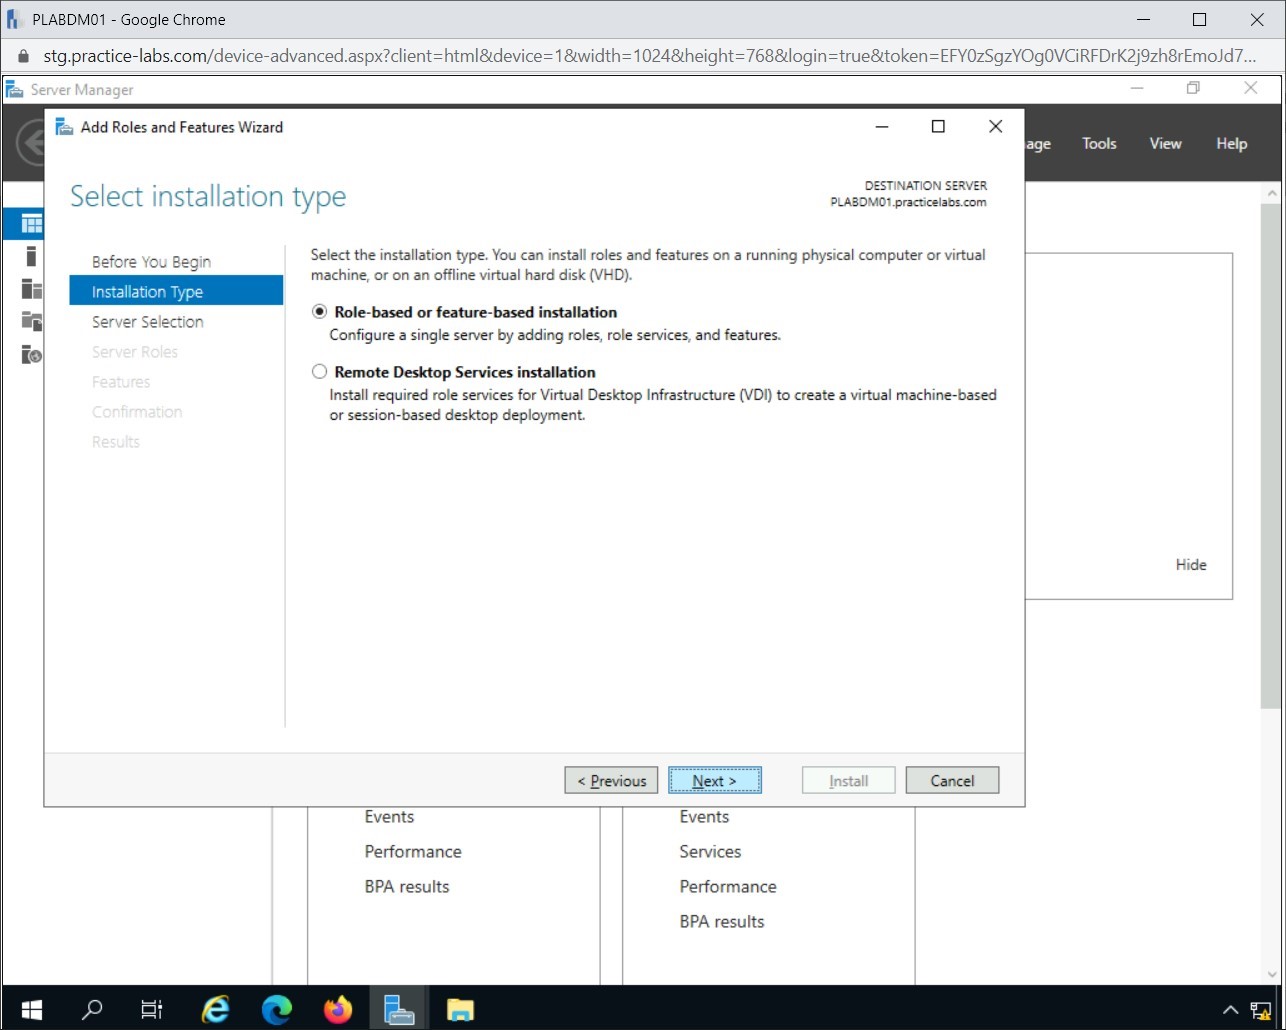 PLABDM01 - Google Chrome
stg.practice-labs.com/device-advanced.aspx?client=html&device=1&width=1024&height=768&login=true&token=EFY0zSgzYOg0VCiRFDrK2j9zh8rEmoJd7...
Server Manager
Add Roles and Features Wizard
age Tools View Help
Select installation type
DESTINATION SERVER
PLABDM01.practicelabs.com
Before You Begin
Installation Type
Server Selection
Server Roles
Features
Confirmation
Results
Select the installation type. You can install roles and features on a running physical computer or virtual
machine, or on an offline virtual hard disk (VHD).
Role-based or feature-based installation
Configure a single server by adding roles, role services, and features.
Remote Desktop Services installation
Install required role services for Virtual Desktop Infrastructure (VDI) to create a virtual machine-based
or session-based desktop deployment.
Hide
< Previous Next > Install Cancel
Events
Performance
BPA results
Events
Services
Performance
BPA results